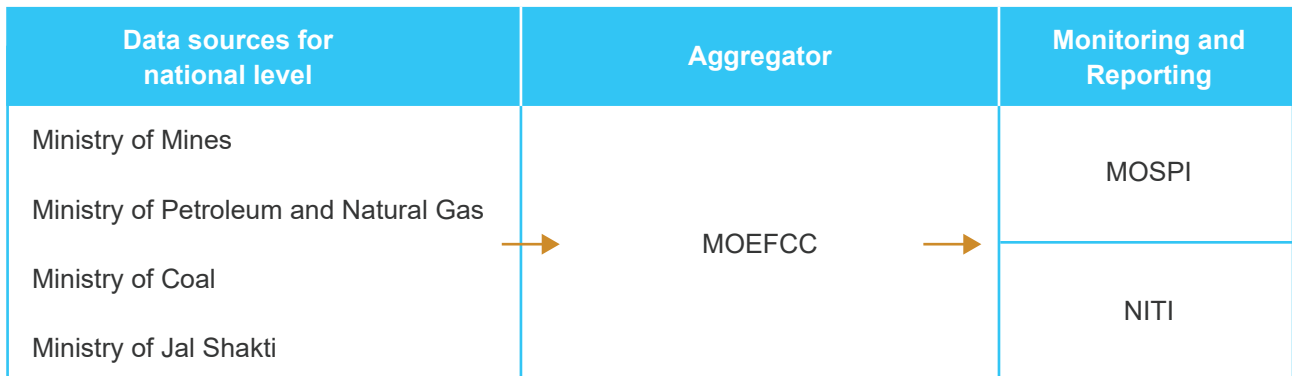 Data sources for
national level
Aggregator
Monitoring and
Reporting
Ministry of Mines
Ministry of Petroleum and Natural Gas
Ministry of Coal
Ministry of Jal Shakti
MOEFCC
MOSPI
NITI